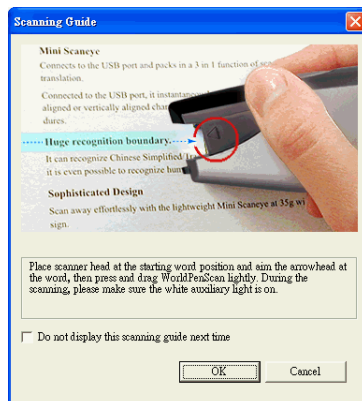 Scanning Guide
Mini Scaneye
Connects to the USB port and packs in a 3 in 1 function of
translation.
Connected to the USB port, it
aligned or vertically aligned
dures.
Huge recognition boundary.
It can recognize Chinese Simplified/
it is even possible to recognize
Sophisticated Design
Scan away effortlessly with the lightweight Mini Scaneye at 35g
sign.
Place scanner head at the starting word position and aim the arrowhead at
the word, then press and drag WorldPenScan lightly. During the
scanning, please make sure the white auxiliary light is on.
Do not display this scanning guide next time
OK
Cancel